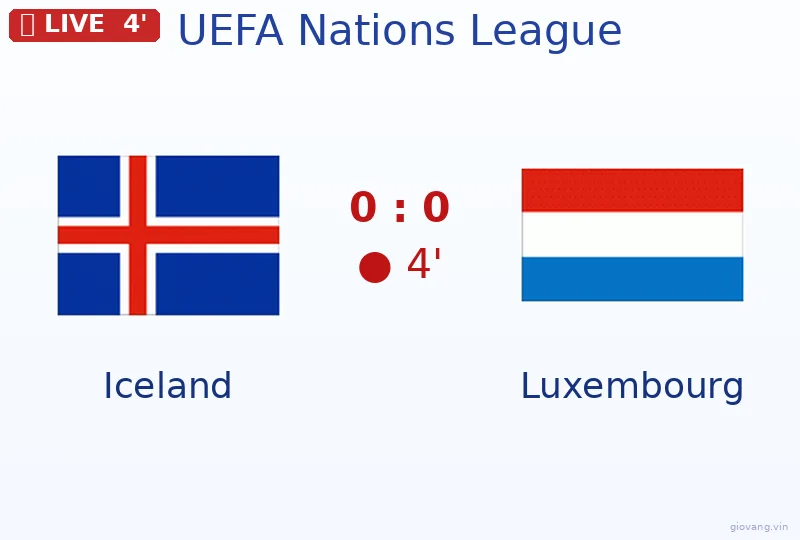 LIVE 4'
UEFA Nations League
0 : 0
4'
Iceland
Luxembourg
giovang.vin